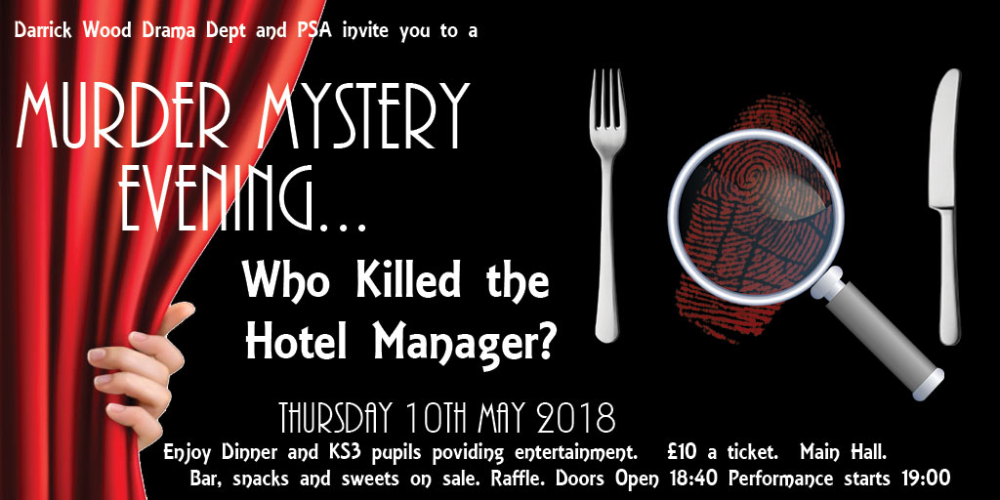 Darrick Wood Drama Dept and PSA invite you to a
MURDER MYSTERY
EVENING...
Who Killed the
Hotel Manager?
THURSDAY 10TH MAY 2018
Enjoy Dinner and KS3 pupils poviding entertainment. £10 a ticket. Main Hall.
Bar, snacks and sweets on sale. Raffle. Doors Open 18:40 Performance starts 19:00